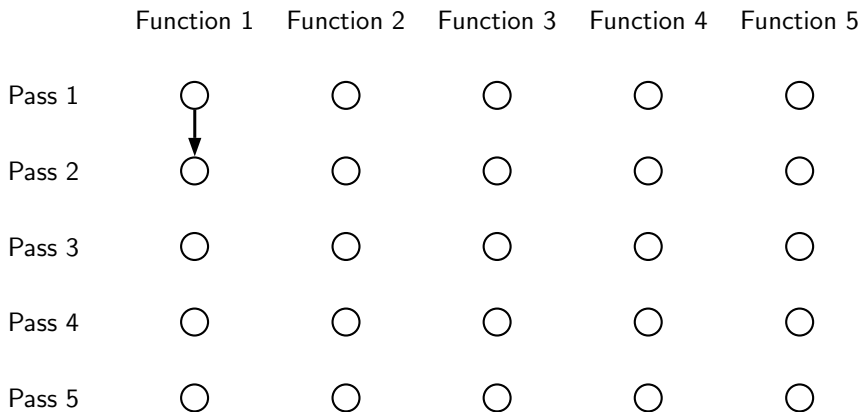 Function 1 Function 2 Function 3 Function 4 Function 5
Pass 1
Pass 2
Pass 3
Pass 4
Pass 5